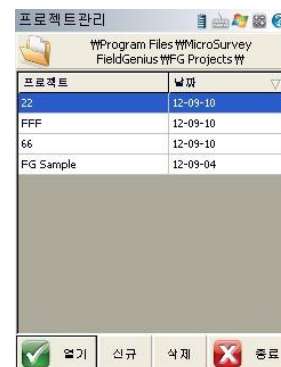 프로젝트관리
₩Program Files₩MicroSurvey
FieldGenius₩FG Projects₩
프로젝트 날짜
22 12-09-10
FFF 12-09-10
66 12-09-10
FG Sample 12-09-04
열기 신규 삭제 종료